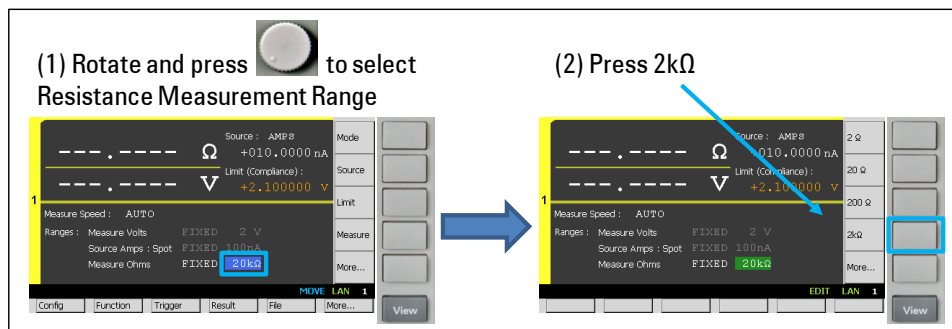 (1) Rotate and press to select
Resistance Measurement Range
---.---- Ω
Source : AMPS
+010.0000 nA
Limit (Compliance) :
---.---- V
+2.100000 V
1
Measure Speed : AUTO
Ranges : Measure Volts FIXED 2 V
Source Amps : Spot FIXED 100nA
Measure Ohms FIXED 20kΩ
Mode
Source
Limit
Measure
More...
MOVE LAN 1
Config Function Trigger Result File More... View
(2) Press 2kΩ
---.---- Ω
Source : AMPS
+010.0000 nA
Limit (Compliance) :
---.---- V
+2.100000 V
1
Measure Speed : AUTO
Ranges : Measure Volts FIXED 2 V
Source Amps : Spot FIXED 100nA
Measure Ohms FIXED 20kΩ
2 Ω
20 Ω
200 Ω
2kΩ
More...
EDIT LAN 1
View